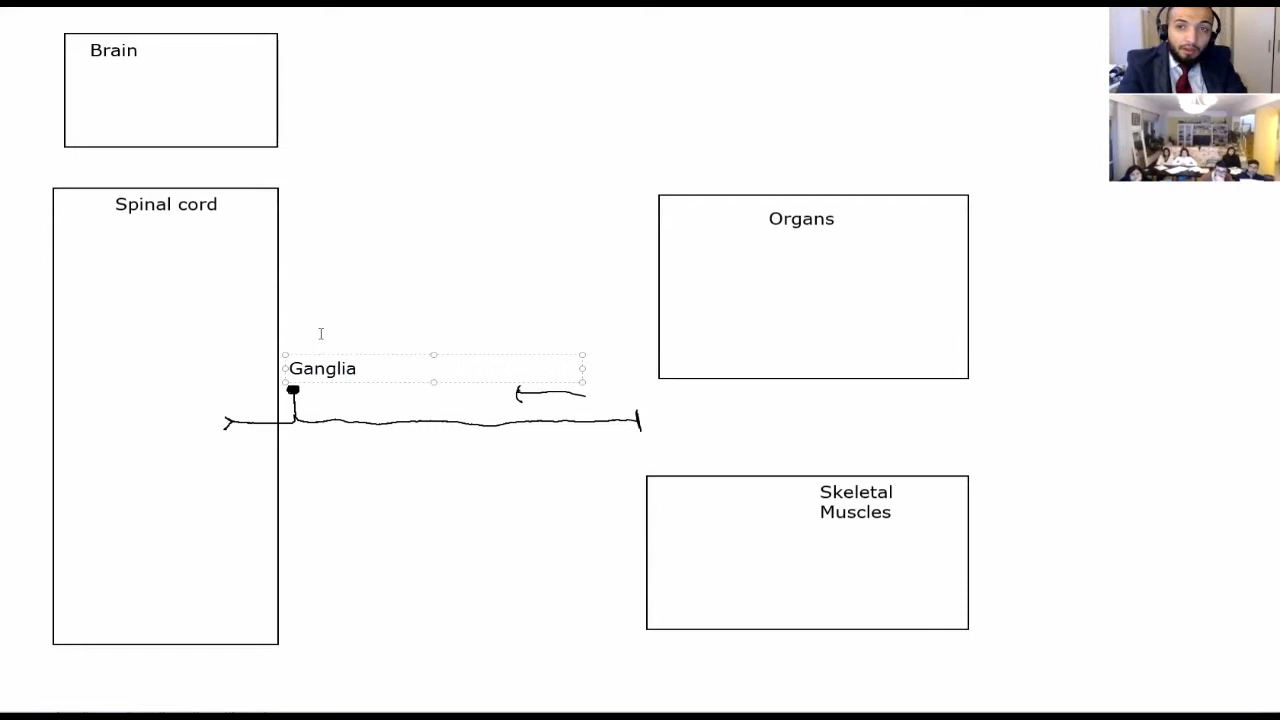 Brain
Spinal cord
Organs
Ganglia
Skeletal
Muscles